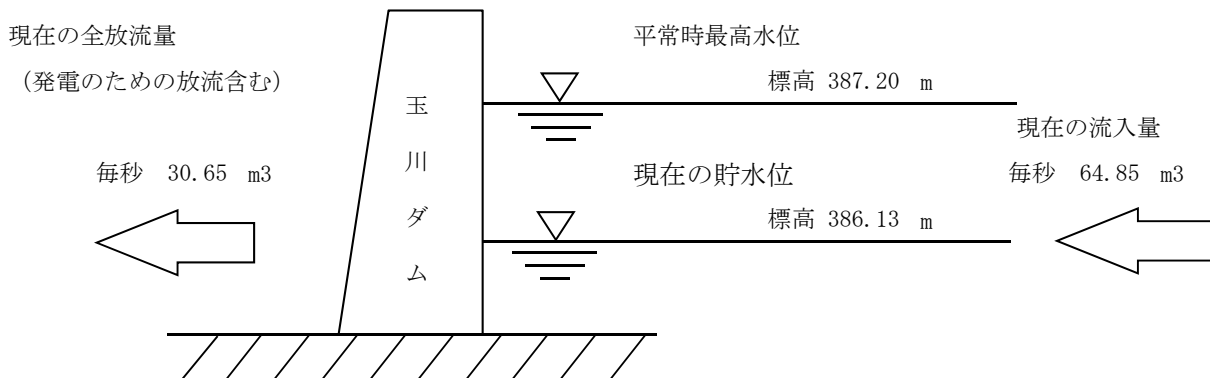 現在の全放流量
（発電のための放流含む）
毎秒 30.65 m3
玉川ダム
平常時最高水位
標高 387.20 m
現在の貯水位
標高 386.13 m
現在の流入量
毎秒 64.85 m3